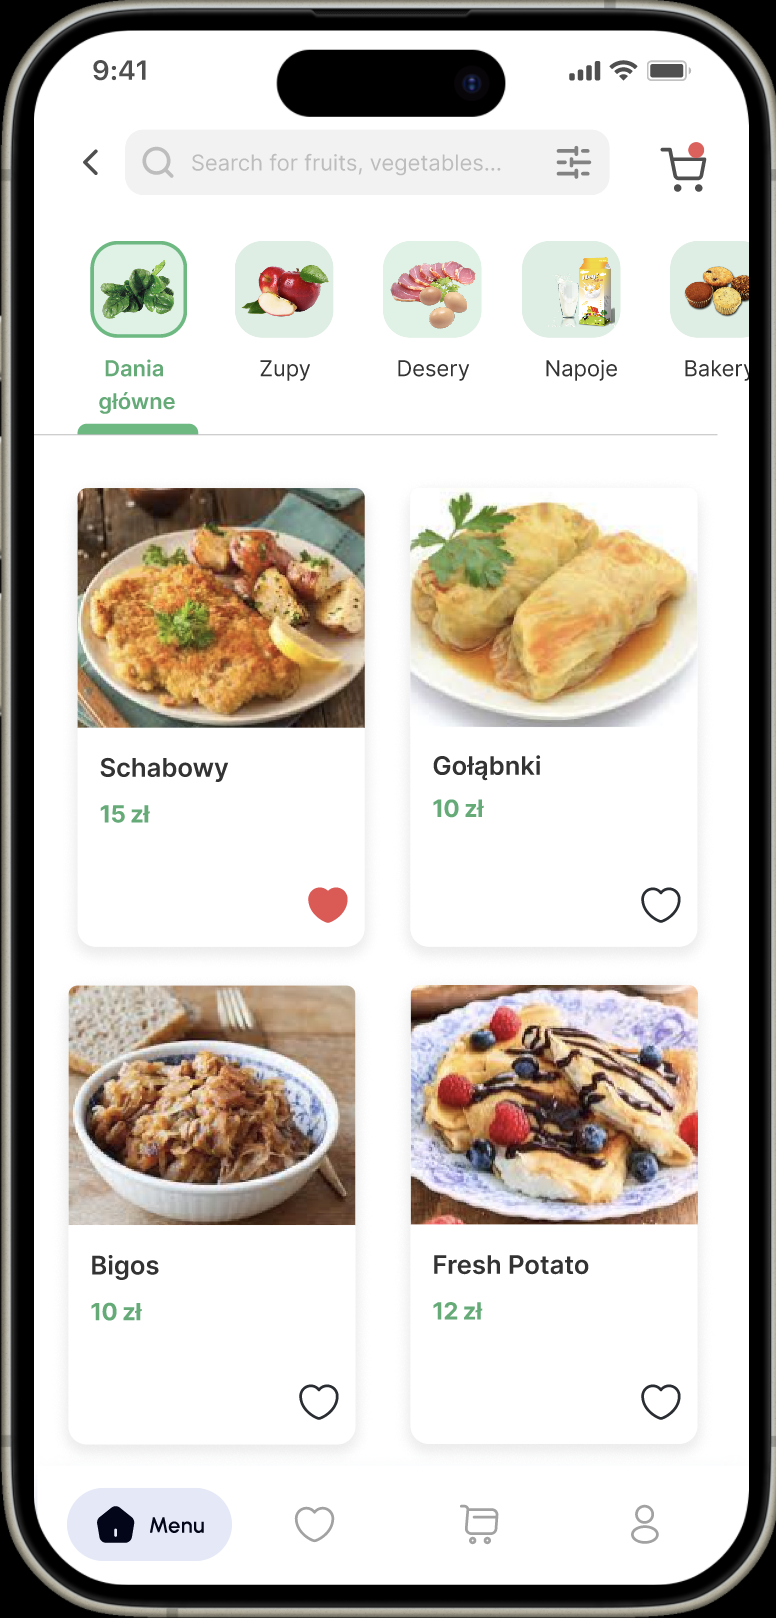 9:41
Search for fruits, vegetables...
Dania
główne
Zupy
Desery
Napoje
Bakery
Schabowy
15 zł
Gołąbnki
10 zł
Bigos
10 zł
Fresh Potato
12 zł
Menu